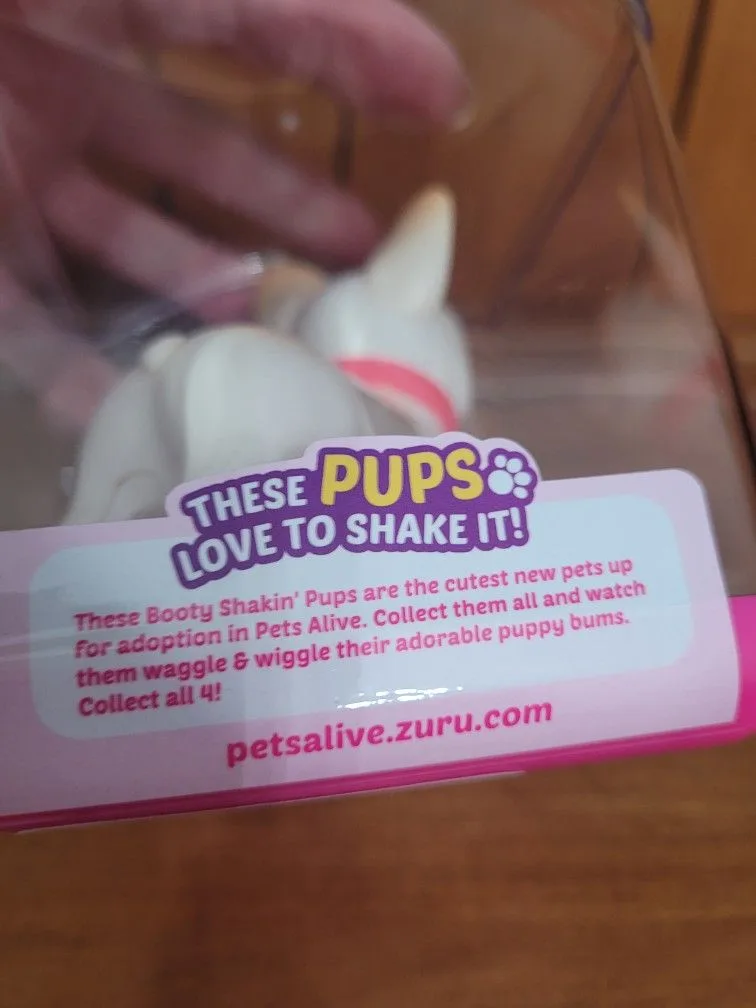 THESE PUPS
LOVE TO SHAKE IT!
These Booty Shakin' Pups are the cutest new pets up
for adoption in Pets Alive. Collect them all and watch
them waggle & wiggle their adorable puppy bums.
Collect all 4!
petsalive.zuru.com